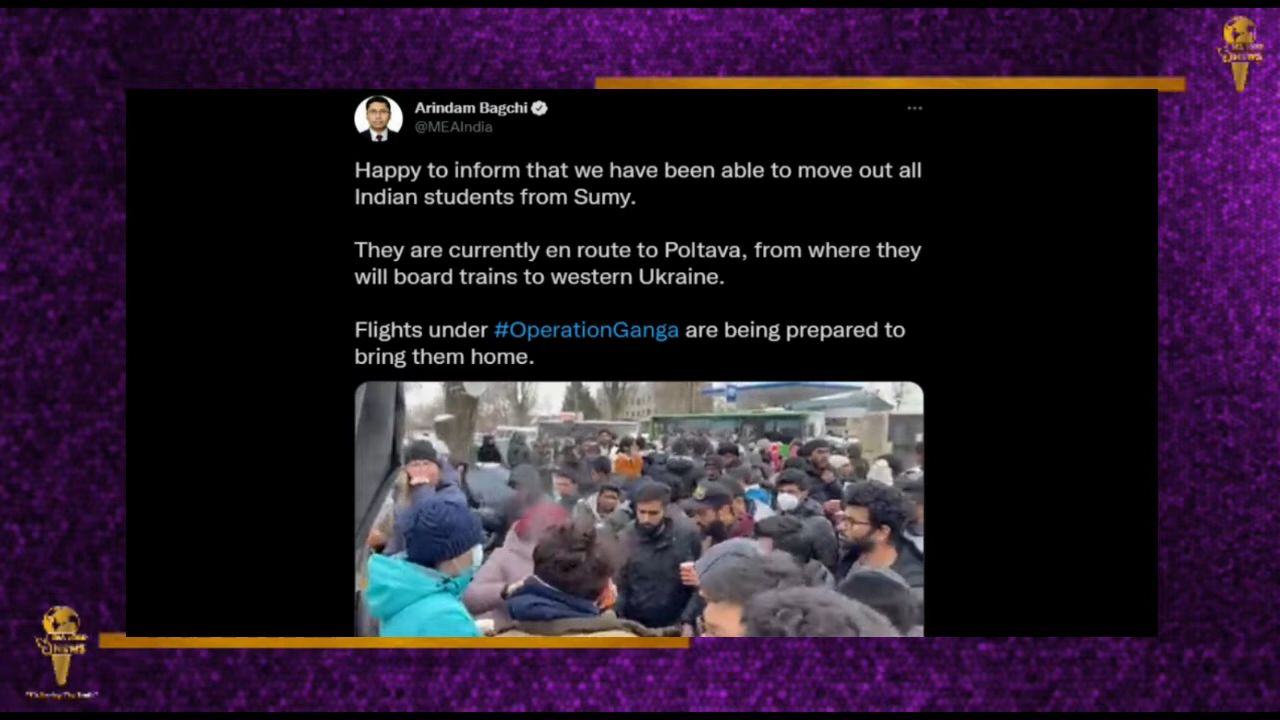 Arindam Bagchi
@MEAIndia
Happy to inform that we have been able to move out all
Indian students from Sumy.
They are currently en route to Poltava, from where they
will board trains to western Ukraine.
Flights under #OperationGanga are being prepared to
bring them home.